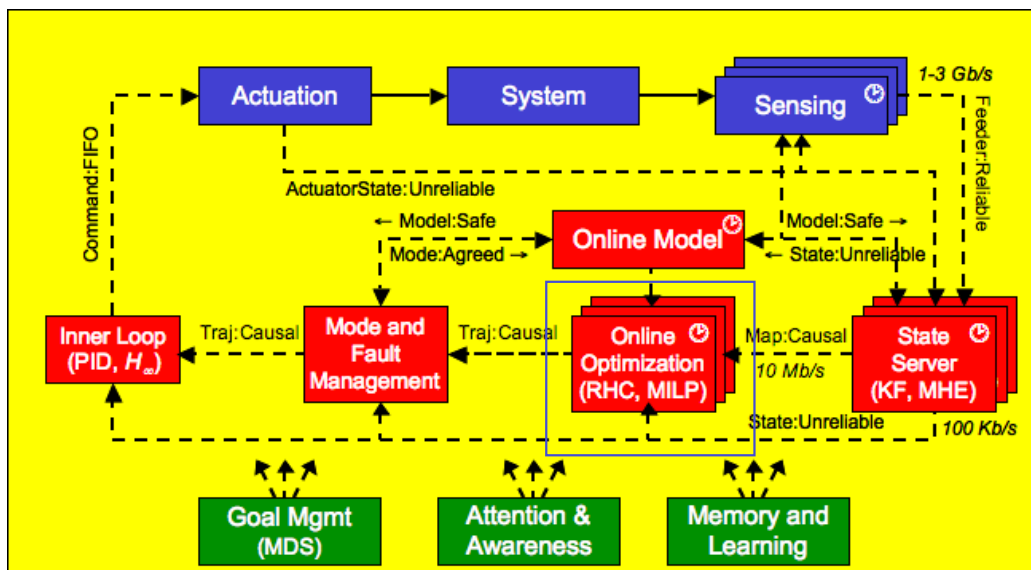 Actuation
System
Sensing
1-3 Gb/s
Feeder:Reliable
Command:FIFO
ActuatorState:Unreliable
← Model:Safe
Mode:Agreed →
Online Model
Model:Safe →
← State:Unreliable
Inner Loop
(PID, H∞)
Traj:Causal
Mode and
Fault
Management
Traj:Causal
Online
Optimization
(RHC, MILP)
Map:Causal
10 Mb/s
State
Server
(KF, MHE)
State:Unreliable
100 Kb/s
Goal Mgmt
(MDS)
Attention &
Awareness
Memory and
Learning